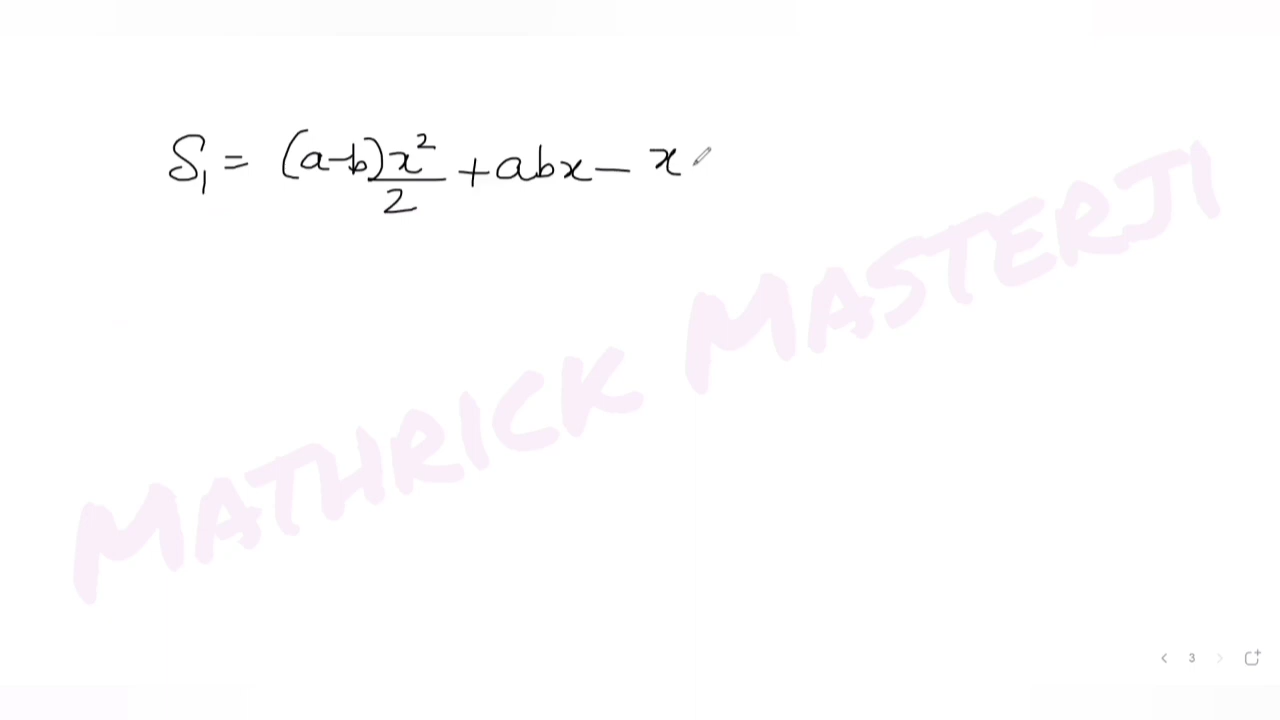 S₁ = (a-b)x²/2 + abx - x
MATHRICK MASTERJI
< 3 >